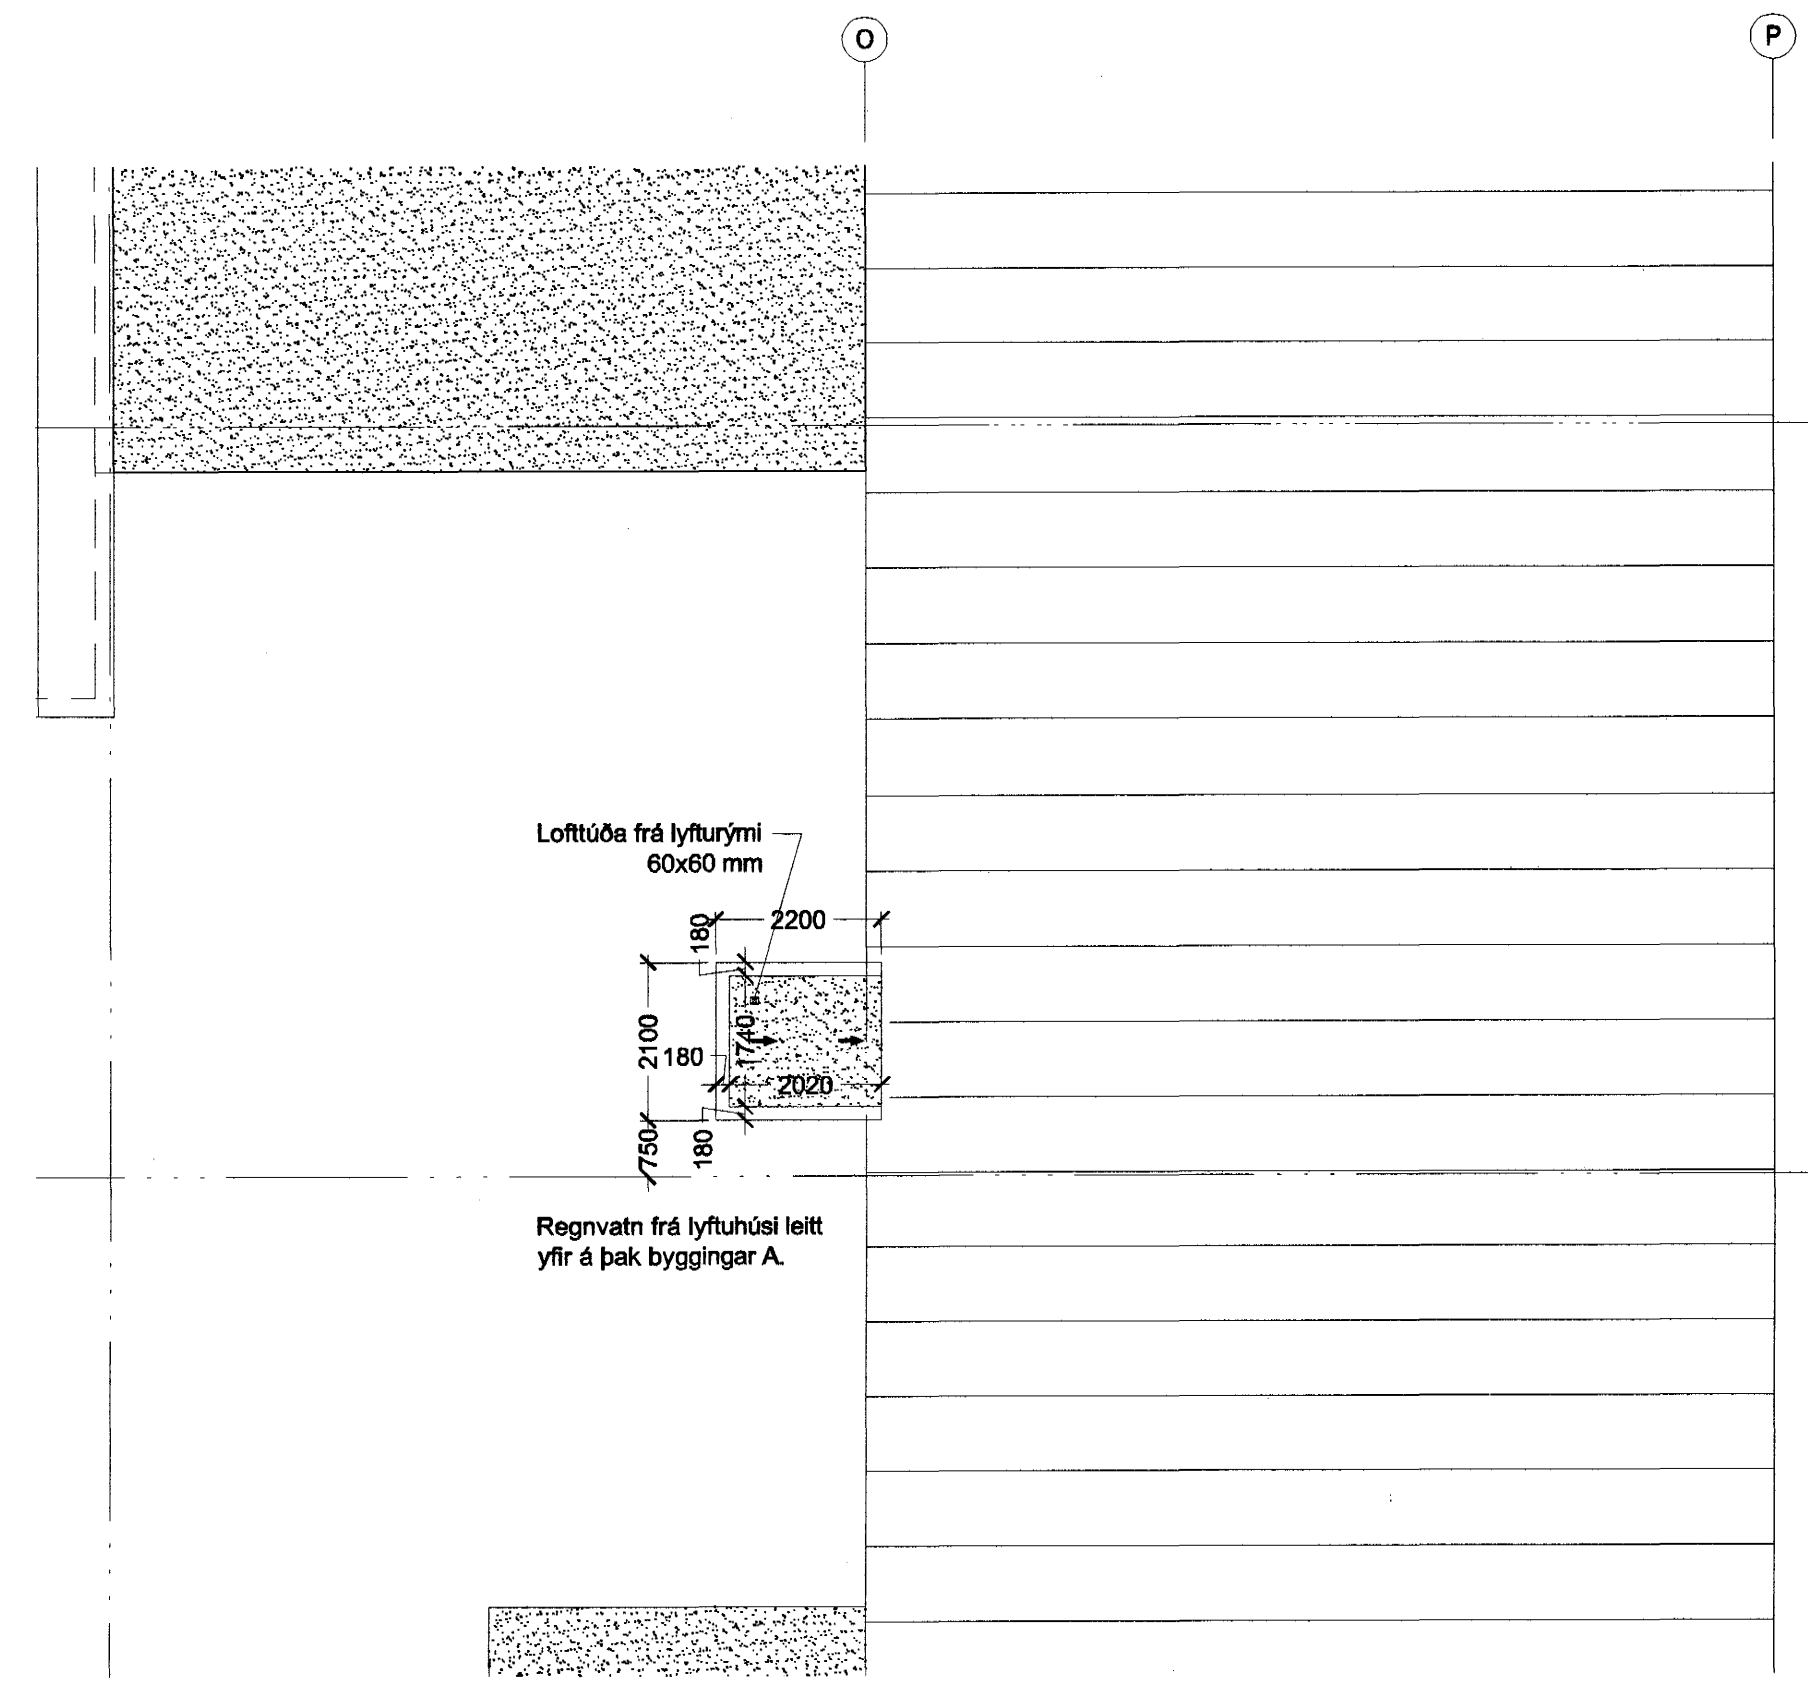 O
P
Lofttúða frá lyfturými
60x60 mm
180
2200
2100
180
1740
2020
750
180
Regnvatn frá lyftuhúsi leitt
yfir á þak byggingar A.